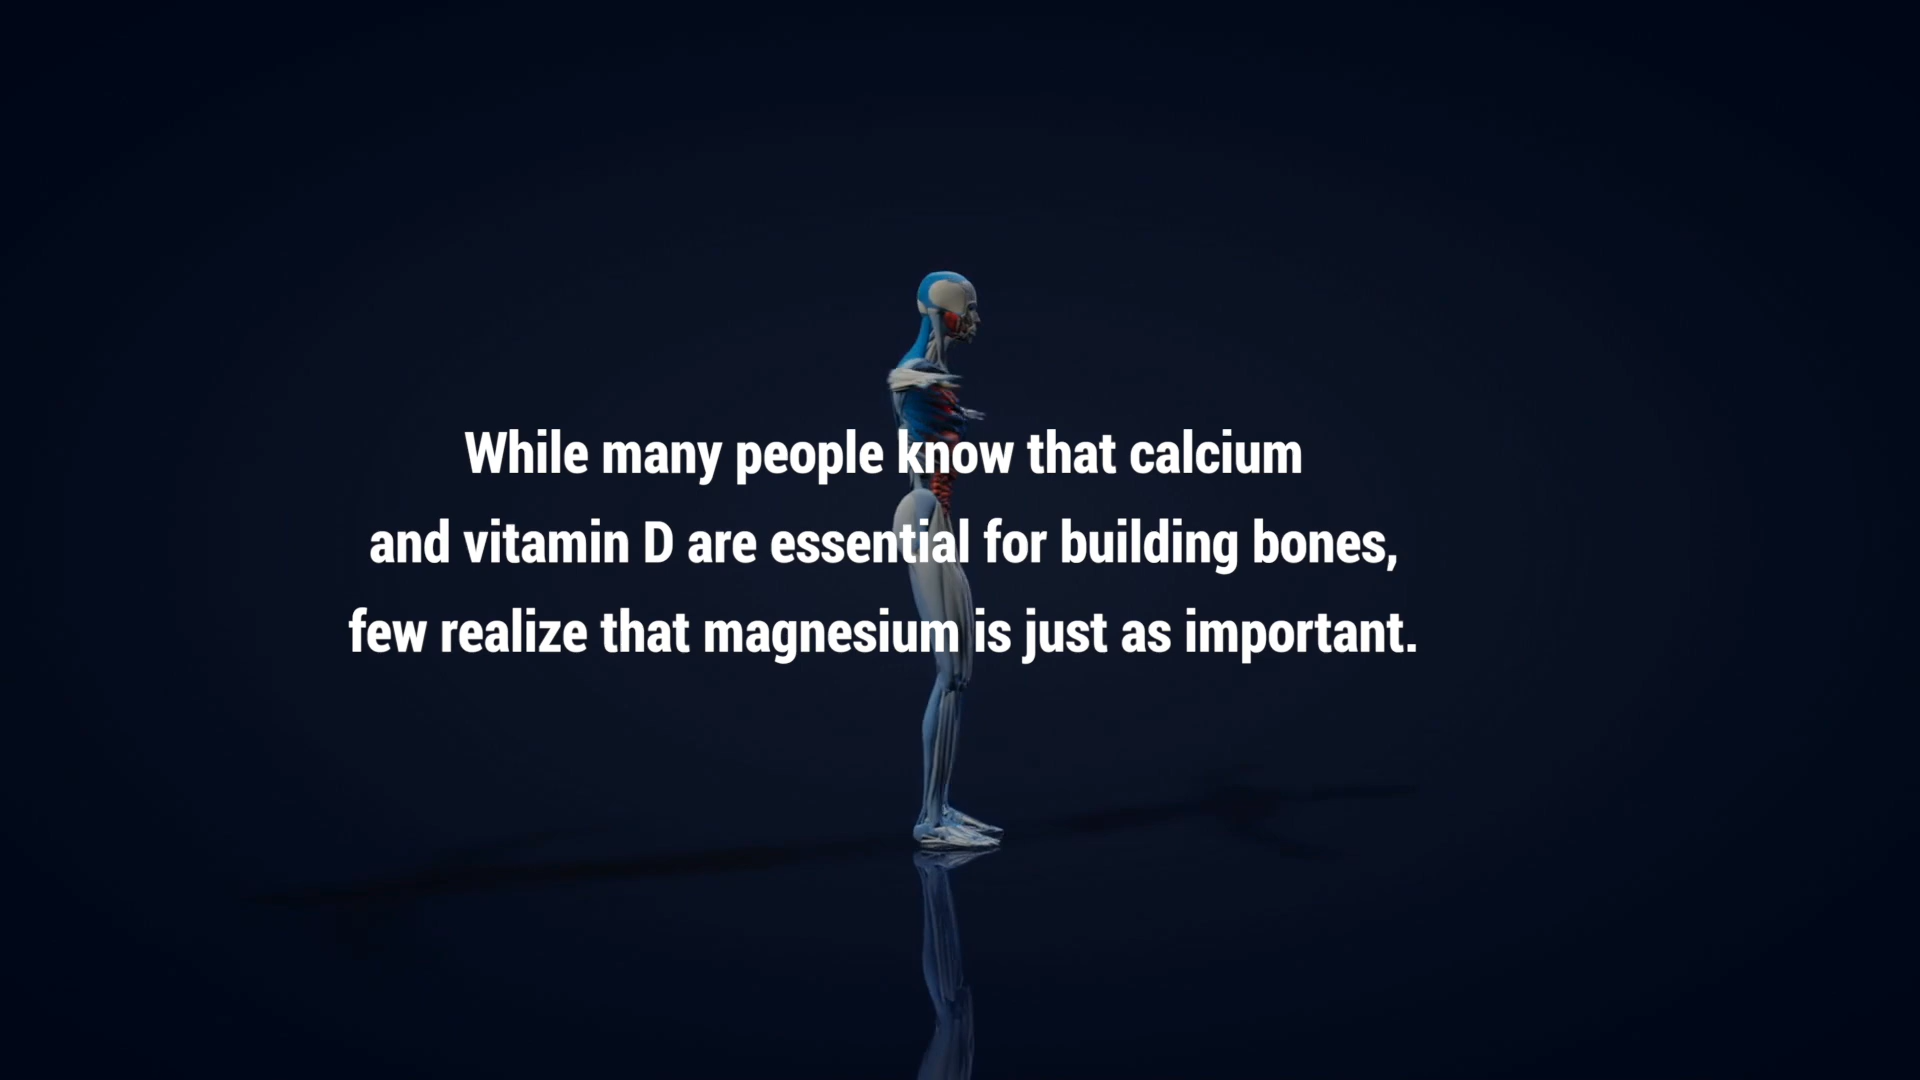 While many people know that calcium
and vitamin D are essential for building bones,
few realize that magnesium is just as important.